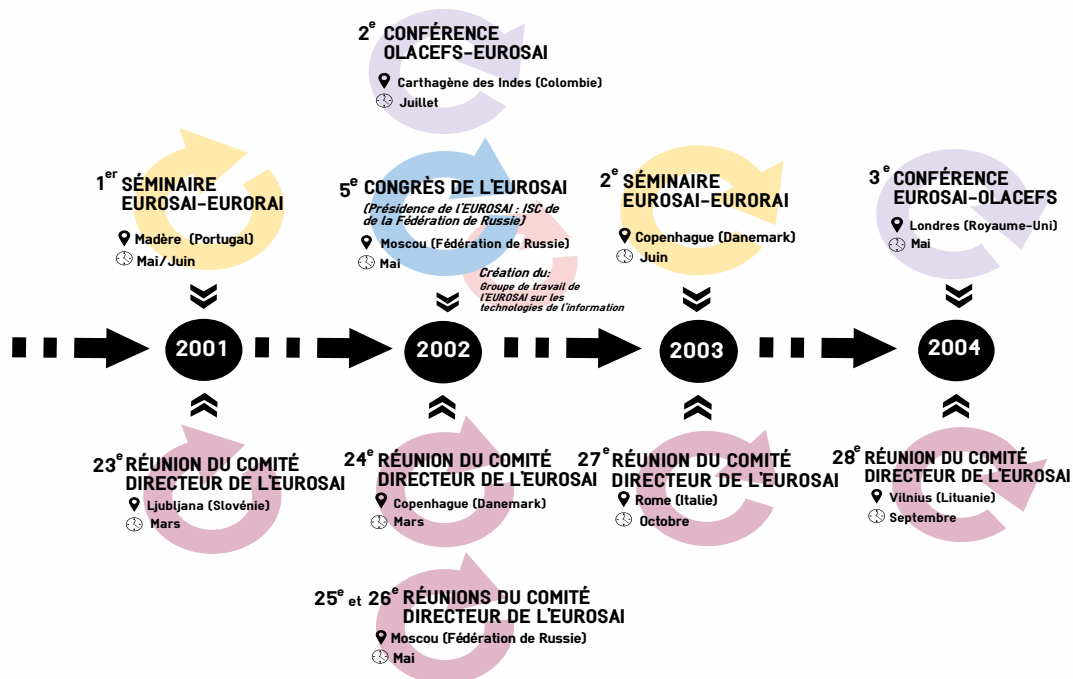 2e CONFÉRENCE
OLACEFS-EUROSAI
Carthagène des Indes (Colombie)
Juillet
1er SÉMINAIRE
EUROSAI-EURORAI
Madère (Portugal)
Mai/Juin
5e CONGRÈS DE L'EUROSAI
(Présidence de l'EUROSAI : ISC de
de la Fédération de Russie)
Moscou (Fédération de Russie)
Mai
Création du:
Groupe de travail de
l'EUROSAI sur les
technologies de l'information
2e SÉMINAIRE
EUROSAI-EURORAI
Copenhague (Danemark)
Juin
3e CONFÉRENCE
EUROSAI-OLACEFS
Londres (Royaume-Uni)
Mai
2001
2002
2003
2004
23e RÉUNION DU COMITÉ
DIRECTEUR DE L'EUROSAI
Ljubljana (Slovénie)
Mars
24e RÉUNION DU COMITÉ
DIRECTEUR DE L'EUROSAI
Copenhague (Danemark)
Mars
27e RÉUNION DU COMITÉ
DIRECTEUR DE L'EUROSAI
Rome (Italie)
Octobre
28e RÉUNION DU COMITÉ
DIRECTEUR DE L'EUROSAI
Vilnius (Lituanie)
Septembre
25e et 26e RÉUNIONS DU COMITÉ
DIRECTEUR DE L'EUROSAI
Moscou (Fédération de Russie)
Mai